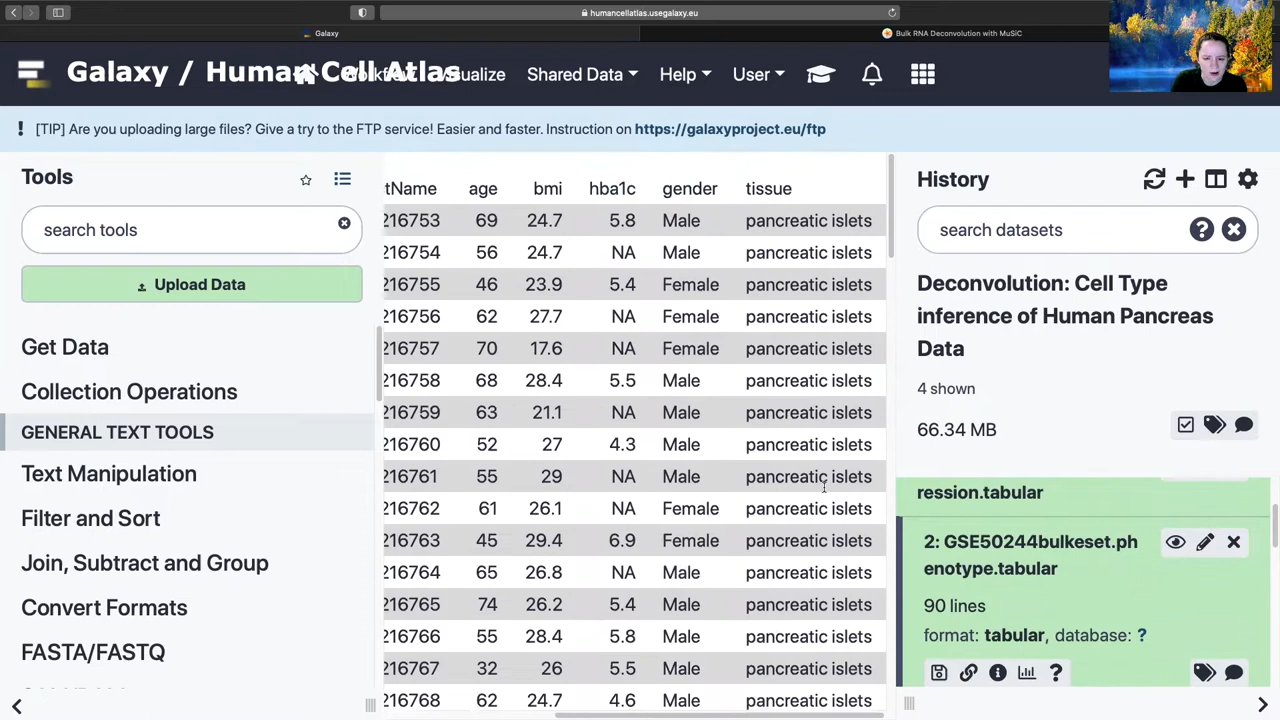 humancellatlas.usegalaxy.eu
Galaxy
Bulk RNA Deconvolution with MuSiC
Galaxy / Human Cell Atlas
Visualize
Shared Data
Help
User
[TIP] Are you uploading large files? Give a try to the FTP service! Easier and faster. Instruction on https://galaxyproject.eu/ftp
Tools
search tools
Upload Data
Get Data
Collection Operations
GENERAL TEXT TOOLS
Text Manipulation
Filter and Sort
Join, Subtract and Group
Convert Formats
FASTA/FASTQ
tName age bmi hba1c gender tissue
216753 69 24.7 5.8 Male pancreatic islets
216754 56 24.7 NA Male pancreatic islets
216755 46 23.9 5.4 Female pancreatic islets
216756 62 27.7 NA Female pancreatic islets
216757 70 17.6 NA Female pancreatic islets
216758 68 28.4 5.5 Male pancreatic islets
216759 63 21.1 NA Male pancreatic islets
216760 52 27 4.3 Male pancreatic islets
216761 55 29 NA Male pancreatic islets
216762 61 26.1 NA Female pancreatic islets
216763 45 29.4 6.9 Female pancreatic islets
216764 65 26.8 NA Male pancreatic islets
216765 74 26.2 5.4 Male pancreatic islets
216766 55 28.4 5.8 Male pancreatic islets
216767 32 26 5.5 Male pancreatic islets
216768 62 24.7 4.6 Male pancreatic islets
History
search datasets
Deconvolution: Cell Type
inference of Human Pancreas
Data
4 shown
66.34 MB
ression.tabular
2: GSE50244bulkeset.ph
enotype.tabular
90 lines
format: tabular, database: ?